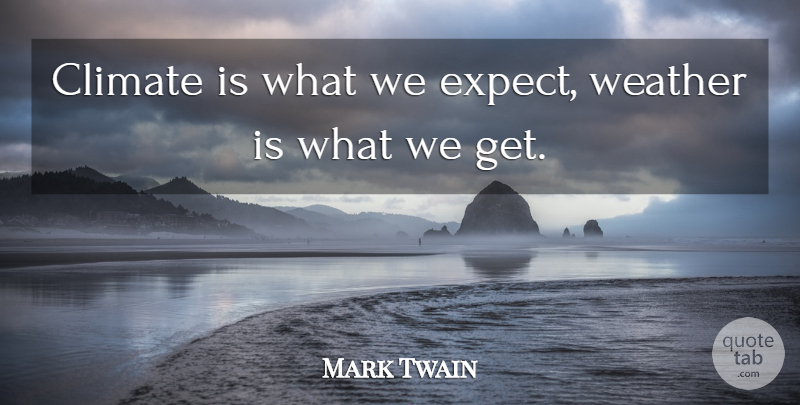 Climate is what we expect, weather
is what we get.
Mark Twain
quote
tab
.com